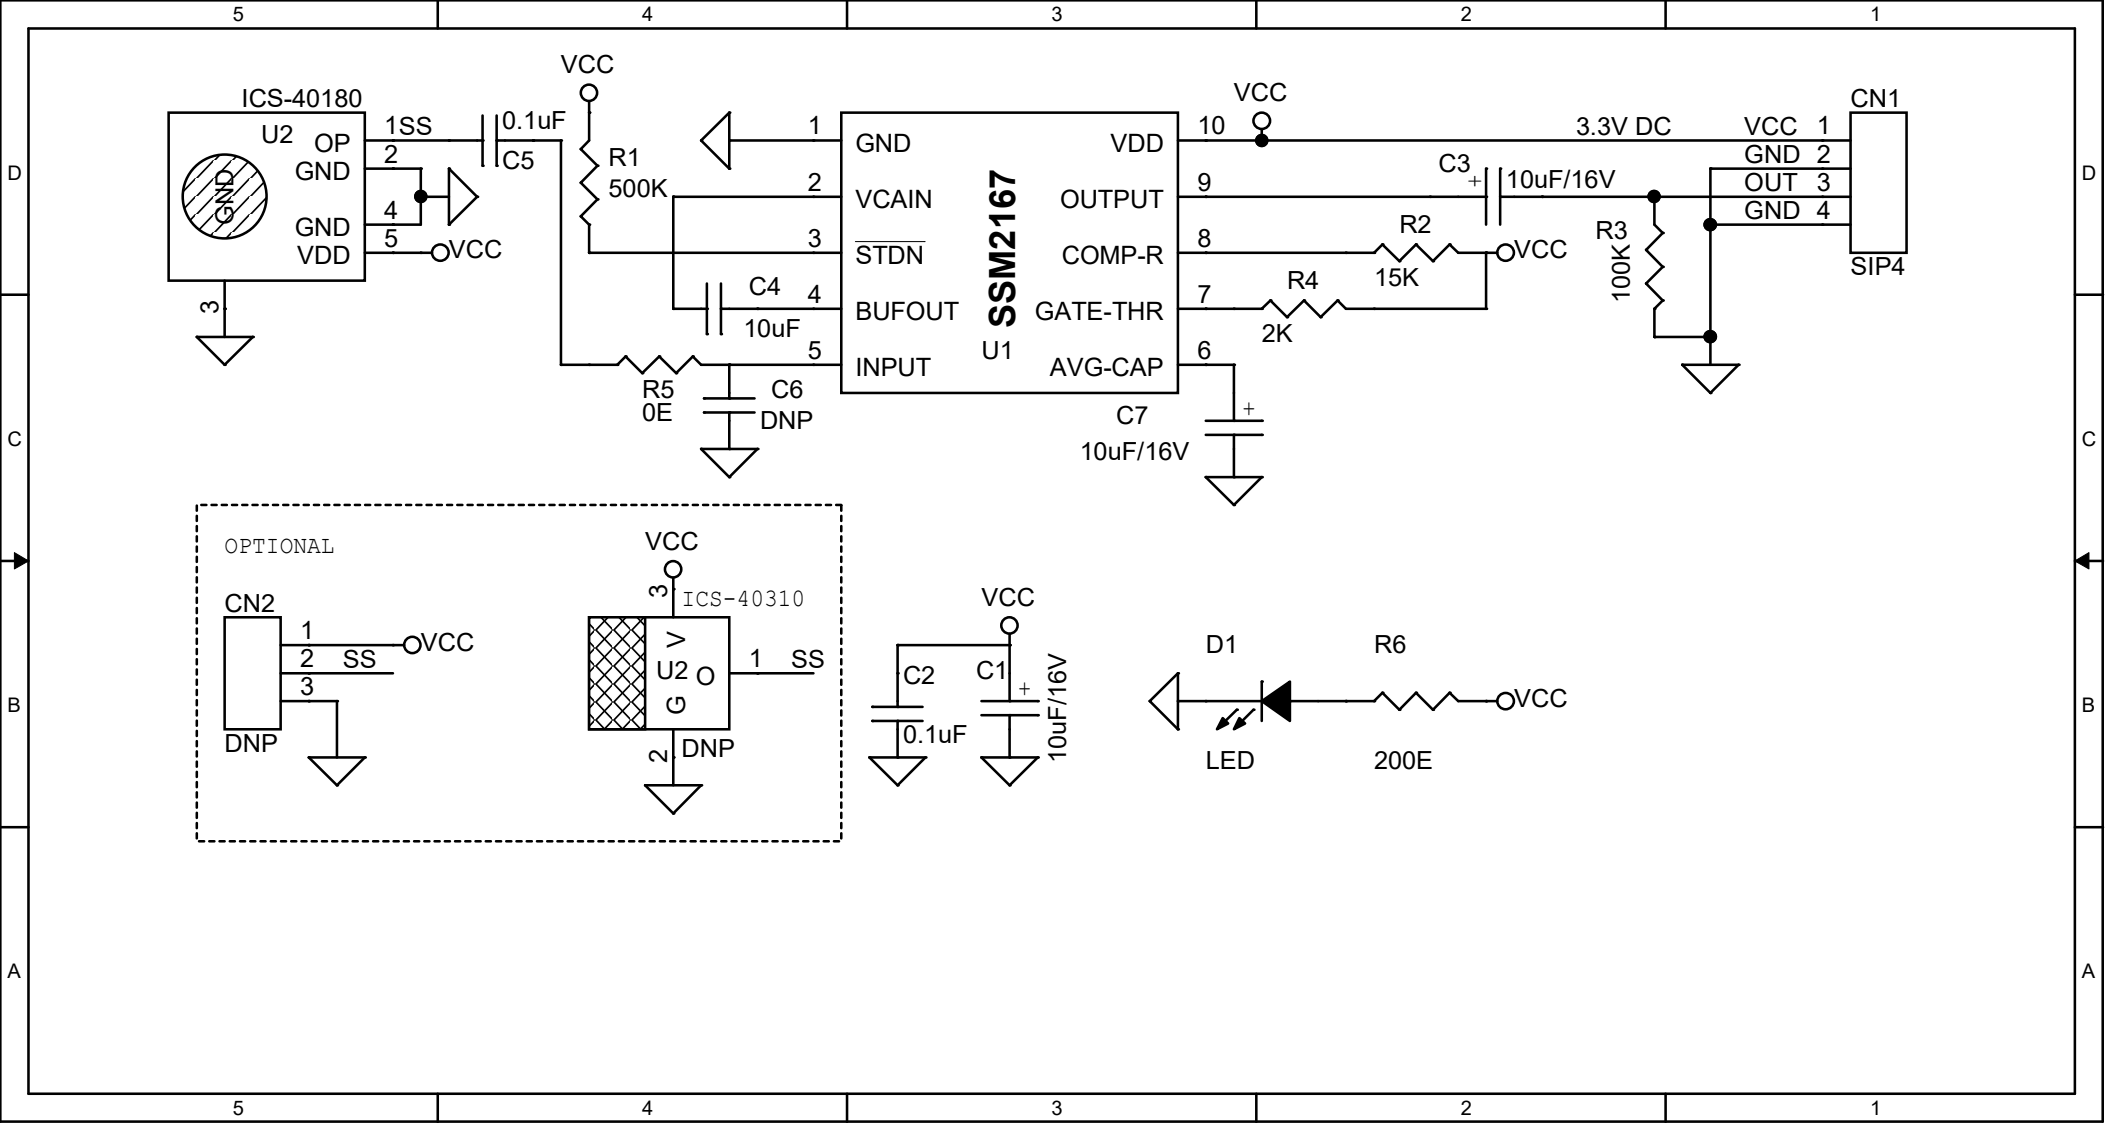 5 4 3 2 1
D D
C C
B B
A A
ICS-40180
U2
OP
GND
GND
VDD
GND
1 SS
2
4
5
VCC
3
0.1uF
C5
VCC
R1
500K
C4
10uF
R5
0E
C6
DNP
1 GND
2 VCAIN
3 STDN
4 BUFOUT
5 INPUT
SSM2167
U1
VDD 10
OUTPUT 9
COMP-R 8
GATE-THR 7
AVG-CAP 6
VCC
3.3V DC
C3
+
10uF/16V
R2
15K
VCC
R4
2K
C7
+
10uF/16V
R3
100K
CN1
VCC 1
GND 2
OUT 3
GND 4
SIP4
OPTIONAL
CN2
1 VCC
2 SS
3
DNP
VCC
3
ICS-40310
V
U2 O
G
1 SS
2
DNP
VCC
C2
0.1uF
C1
+
10uF/16V
D1
LED
R6
200E
VCC
5 4 3 2 1